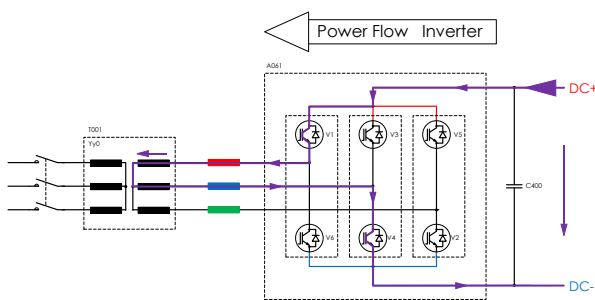 Power Flow Inverter
A061
DC+
T001
Yy0
V1
V3
V5
C400
V6
V4
V2
DC-